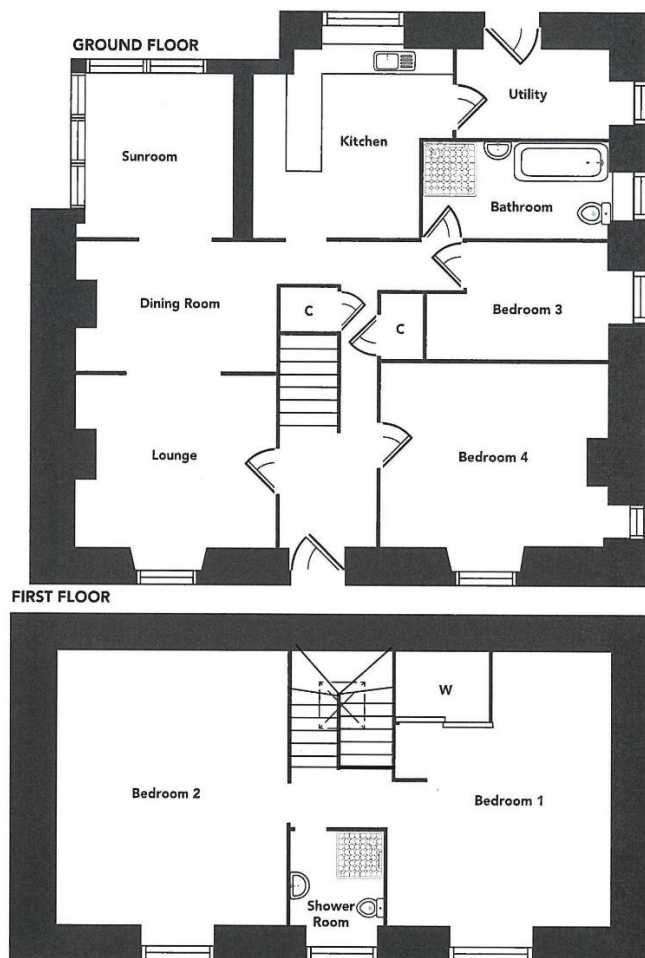 GROUND FLOOR
Utility
Kitchen
Sunroom
Bathroom
Dining Room
C
C
Bedroom 3
Lounge
Bedroom 4
FIRST FLOOR
W
Bedroom 2
Bedroom 1
Shower
Room